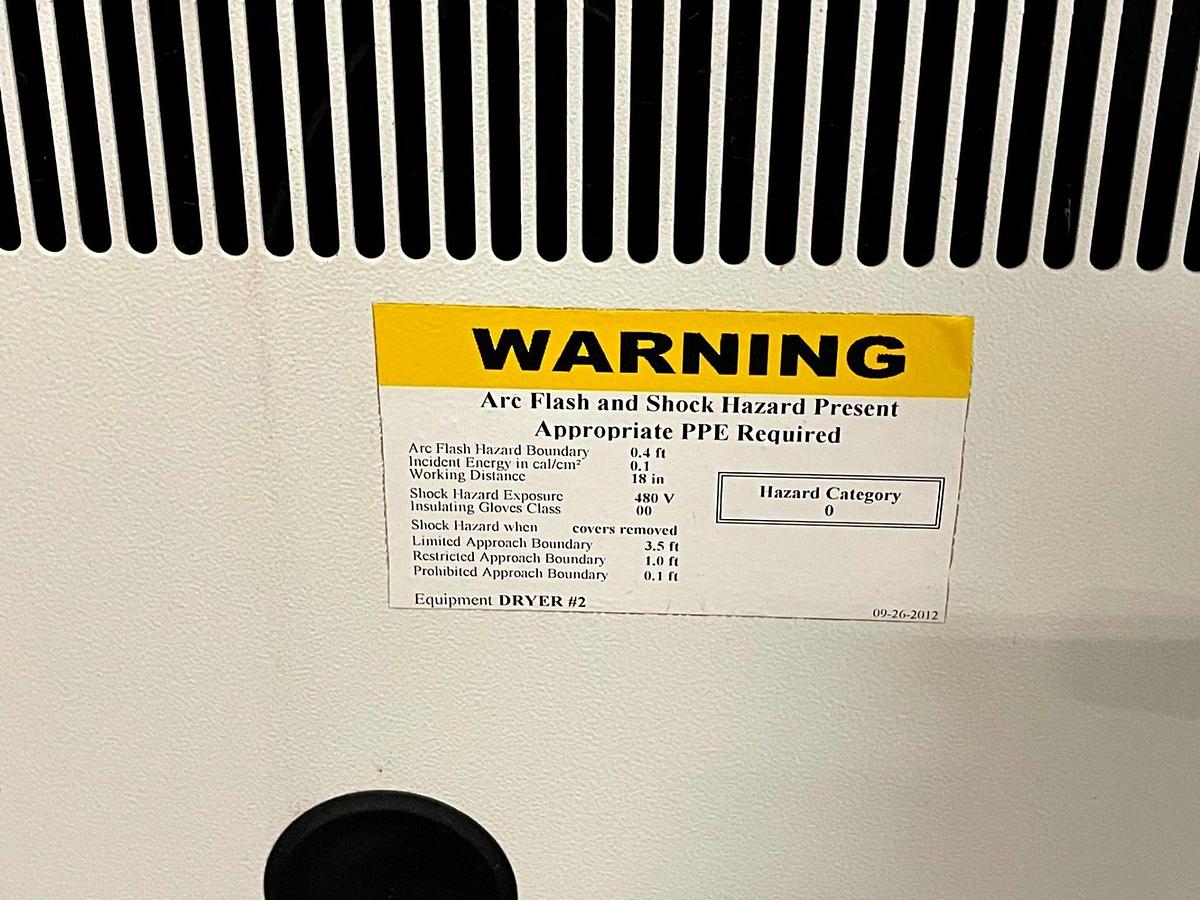 WARNING
Arc Flash and Shock Hazard Present
Appropriate PPE Required
Arc Flash Hazard Boundary 0.4 ft
Incident Energy in cal/cm² 0.1
Working Distance 18 in
Shock Hazard Exposure 480 V
Insulating Gloves Class 00
Shock Hazard when covers removed
Limited Approach Boundary 3.5 ft
Restricted Approach Boundary 1.0 ft
Prohibited Approach Boundary 0.1 ft
Hazard Category
0
Equipment DRYER #2
09-26-2012